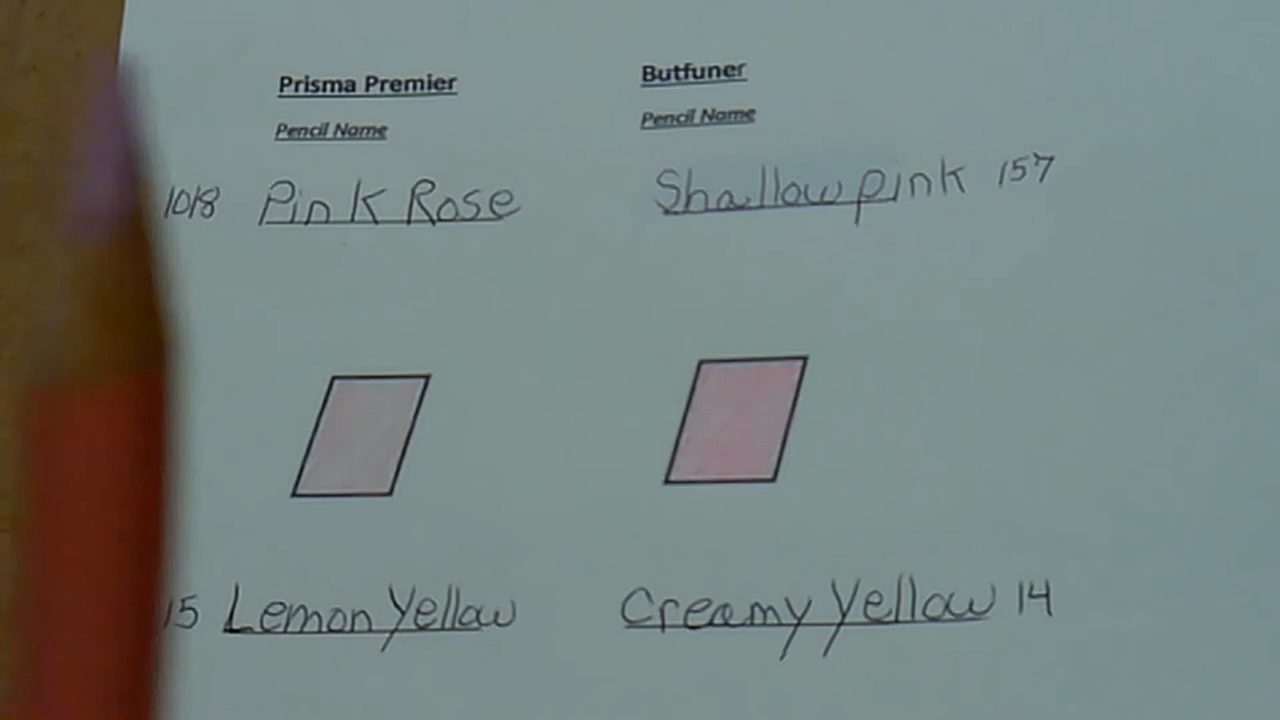 Prisma Premier Butfuner
Pencil Name Pencil Name
1018 Pink Rose Shallow pink 157
15 Lemon Yellow Creamy Yellow 14